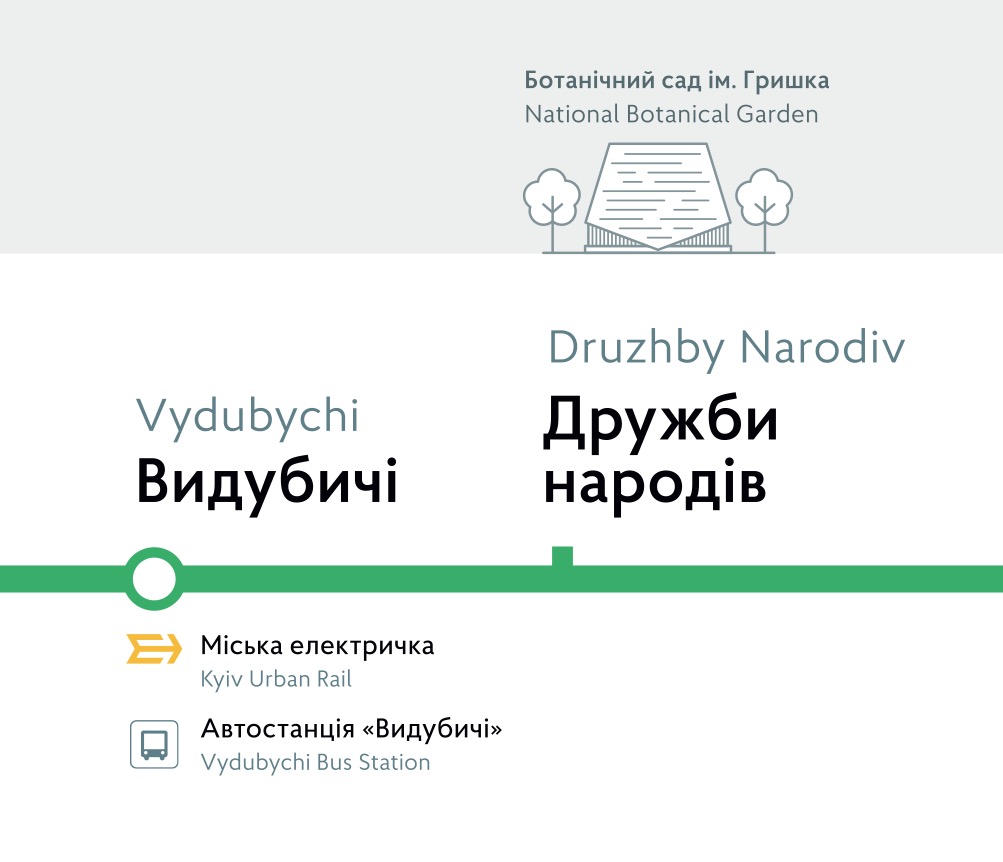 Ботанічний сад ім. Гришка
National Botanical Garden
Vydubychi
Видубичі
Druzhby Narodiv
Дружби
народів
Міська електричка
Kyiv Urban Rail
Автостанція «Видубичі»
Vydubychi Bus Station